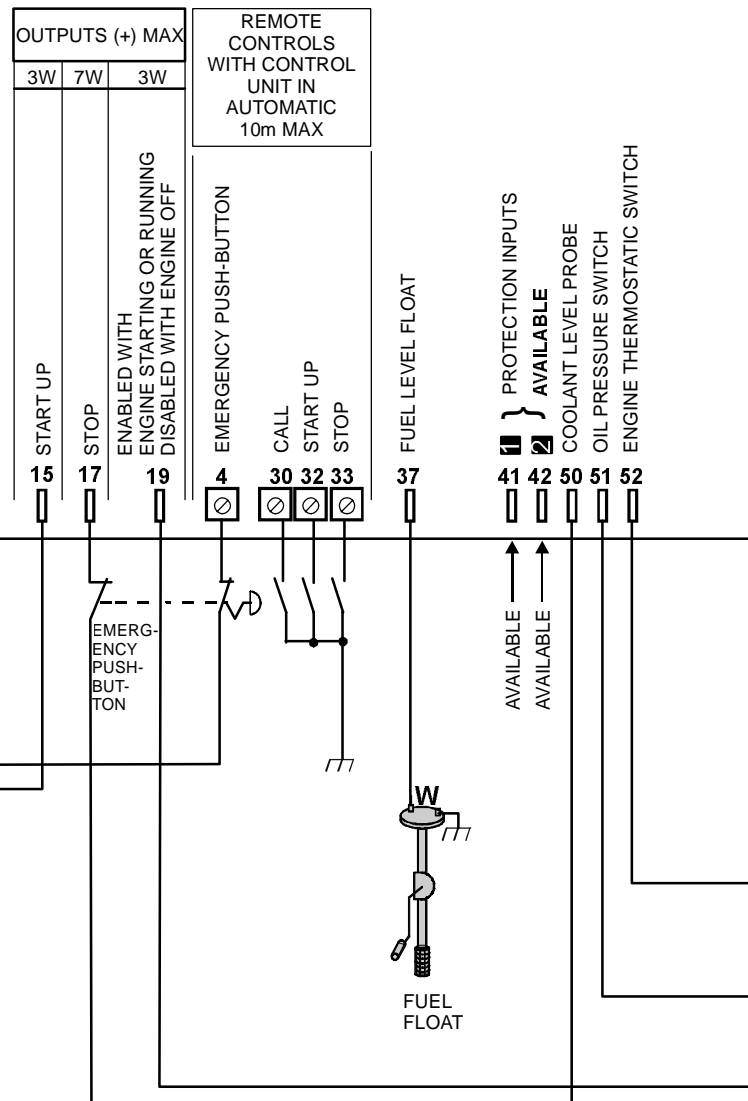 OUTPUTS (+) MAX
3W 7W 3W
REMOTE
CONTROLS
WITH CONTROL
UNIT IN
AUTOMATIC
10m MAX
START UP
STOP
ENABLED WITH
ENGINE STARTING OR RUNNING
DISABLED WITH ENGINE OFF
EMERGENCY PUSH-BUTTON
CALL
START UP
STOP
FUEL LEVEL FLOAT
PROTECTION INPUTS
AVAILABLE
1
2
COOLANT LEVEL PROBE
OIL PRESSURE SWITCH
ENGINE THERMOSTATIC SWITCH
15 17 19 4 30 32 33 37 41 42 50 51 52
EMERG-
ENCY
PUSH-
BUT-
TON
AVAILABLE
AVAILABLE
W
FUEL
FLOAT